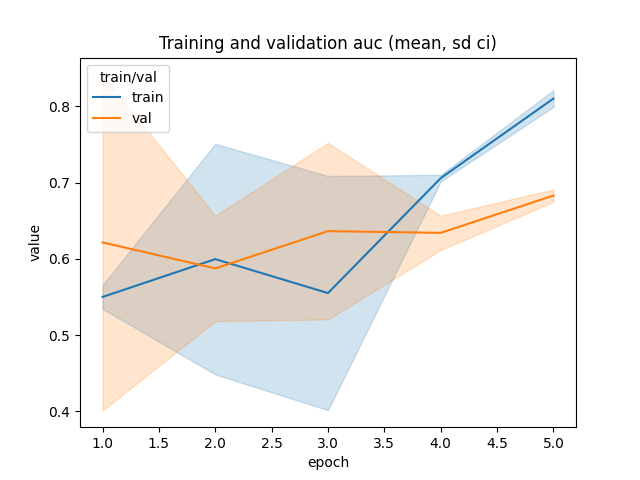 Training and validation auc (mean, sd ci)
train/val
train
val
value
0.8
0.7
0.6
0.5
0.4
1.0 1.5 2.0 2.5 3.0 3.5 4.0 4.5 5.0
epoch